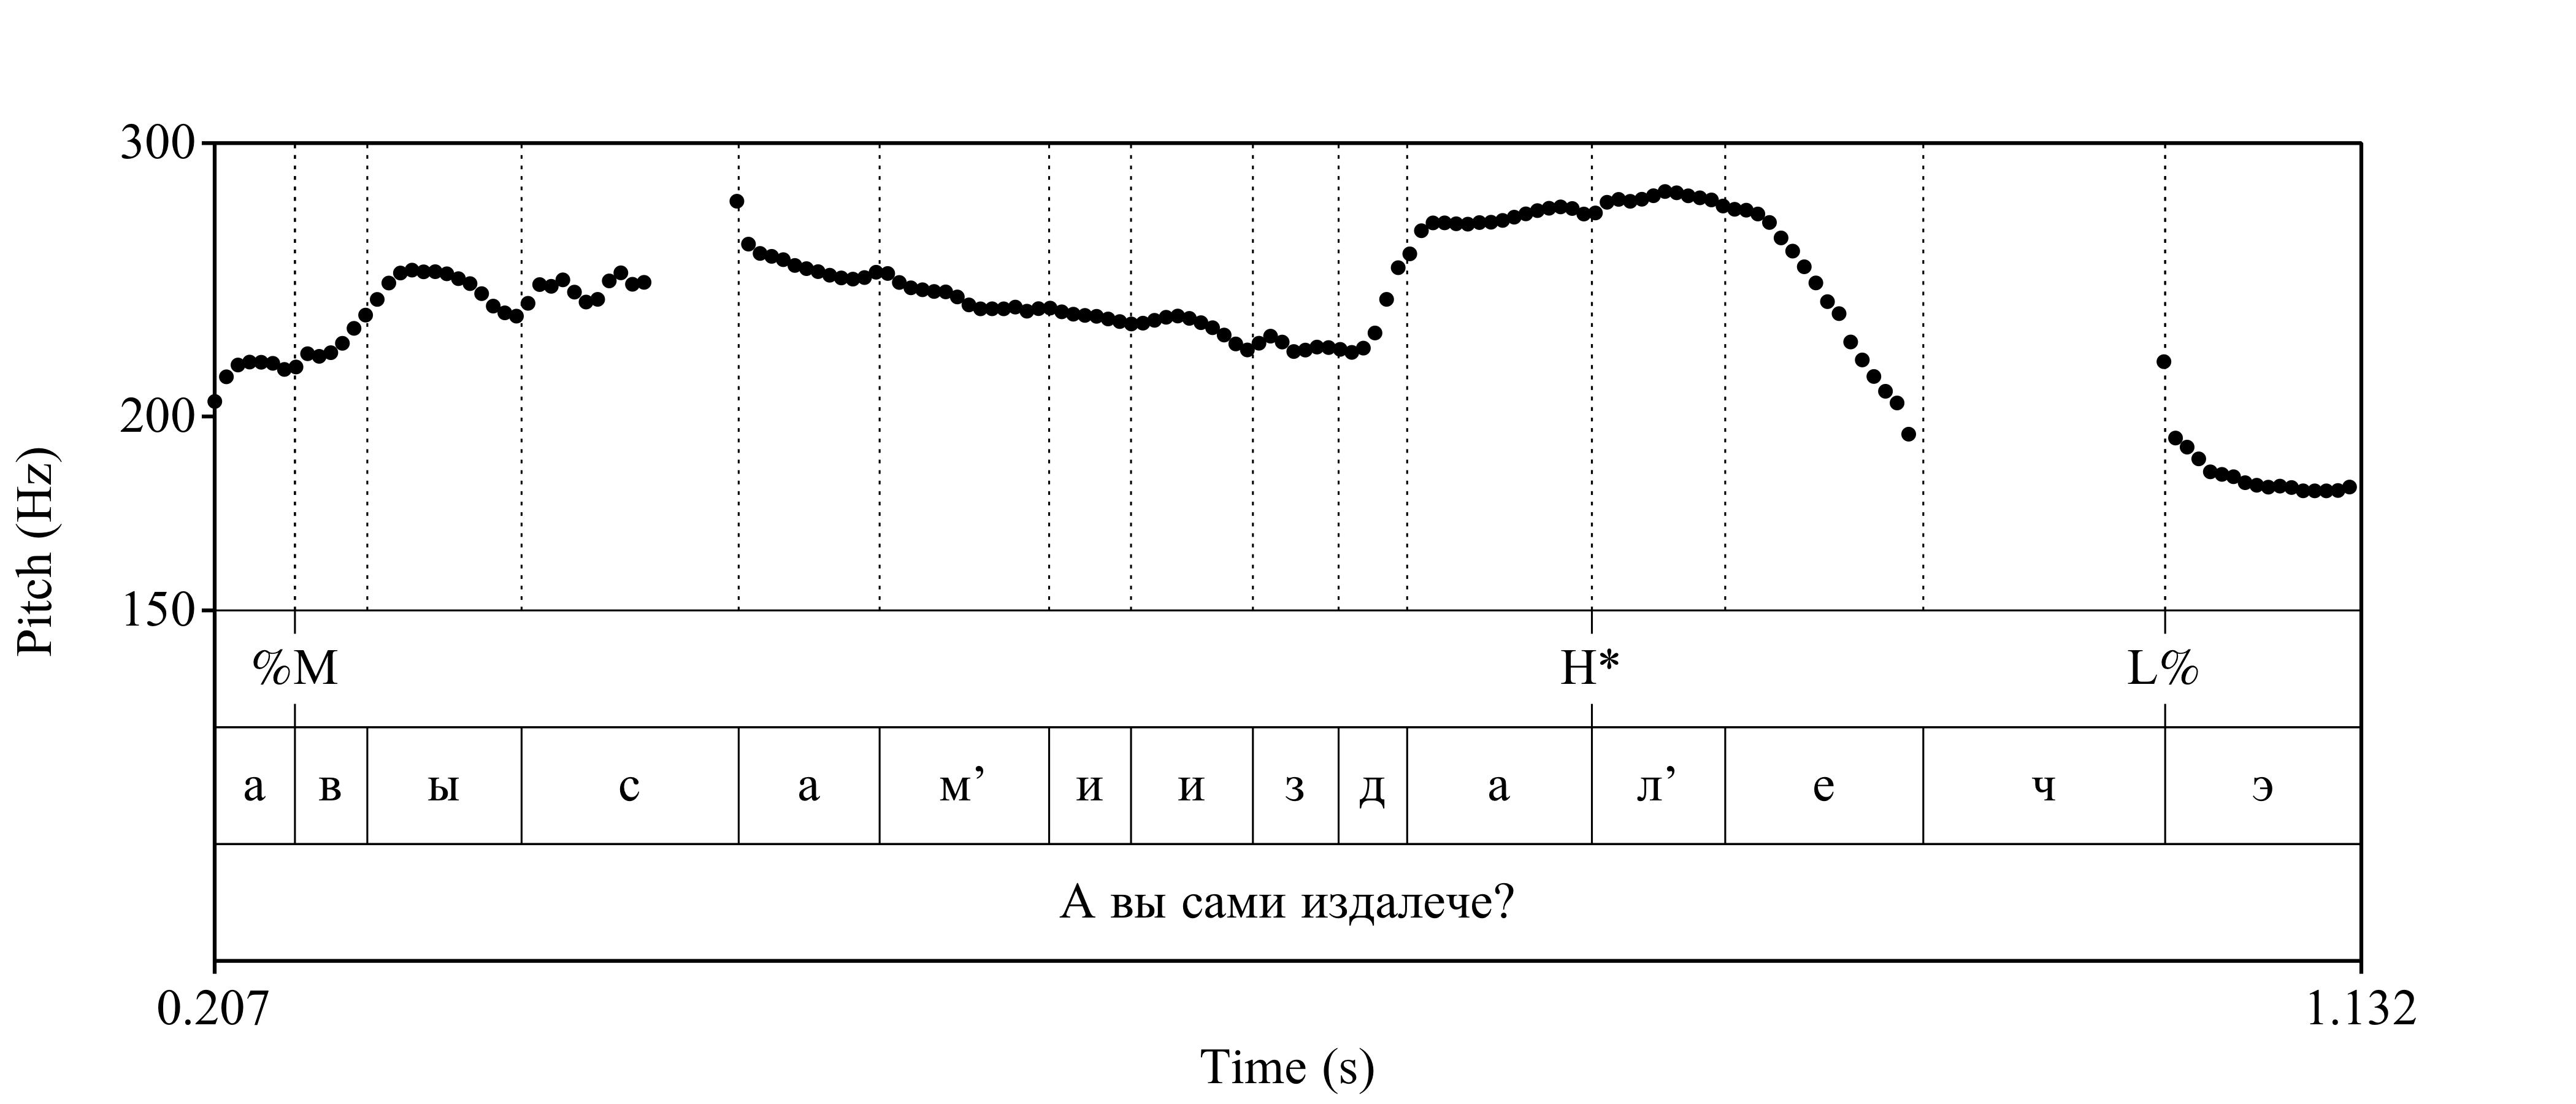 300
200
150
Pitch (Hz)
%M H* L%
а в ы с а м’ и и з д а л’ е ч э
А вы сами издалече?
0.207 1.132
Time (s)